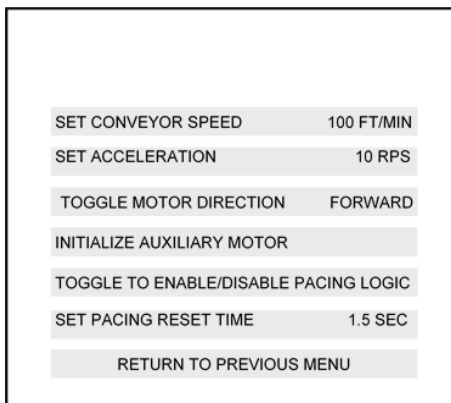 SET CONVEYOR SPEED 100 FT/MIN
SET ACCELERATION 10 RPS
TOGGLE MOTOR DIRECTION FORWARD
INITIALIZE AUXILIARY MOTOR
TOGGLE TO ENABLE/DISABLE PACING LOGIC
SET PACING RESET TIME 1.5 SEC
RETURN TO PREVIOUS MENU